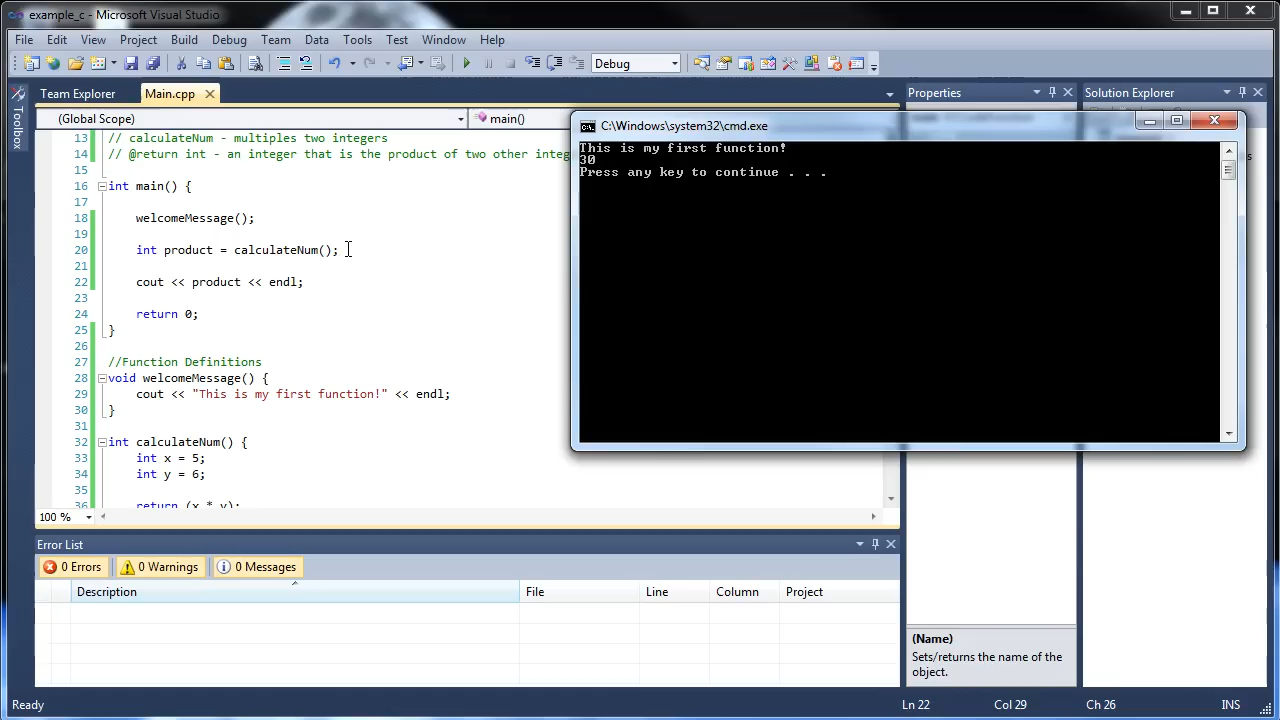 example_c - Microsoft Visual Studio
File Edit View Project Build Debug Team Data Tools Test Window Help
Debug
Team Explorer Main.cpp Properties Solution Explorer
(Global Scope) main()
Toolbox
13 // calculateNum - multiples two integers
14 // @return int - an integer that is the product of two other integ
15
16 int main() {
17
18 welcomeMessage();
19
20 int product = calculateNum();
21
22 cout << product << endl;
23
24 return 0;
25 }
26
27 //Function Definitions
28 void welcomeMessage() {
29 cout << "This is my first function!" << endl;
30 }
31
32 int calculateNum() {
33 int x = 5;
34 int y = 6;
35
36 return (x * y);
C:\Windows\system32\cmd.exe
This is my first function!
30
Press any key to continue . . .
100 %
Error List
0 Errors 0 Warnings 0 Messages
Description File Line Column Project
(Name)
Sets/returns the name of the
object.
Ready Ln 22 Col 29 Ch 26 INS